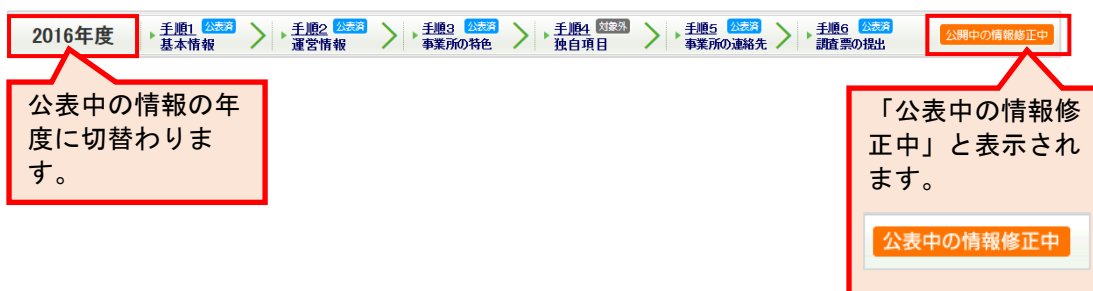 2016年度
手順1 公表済
基本情報
手順2 公表済
運営情報
手順3 公表済
事業所の特色
手順4 対象外
独自項目
手順5 公表済
事業所の連絡先
手順6 公表済
調査票の提出
公開中の情報修正中
公表中の情報の年
度に切替わりま
す。
「公表中の情報修
正中」と表示され
ます。
公表中の情報修正中